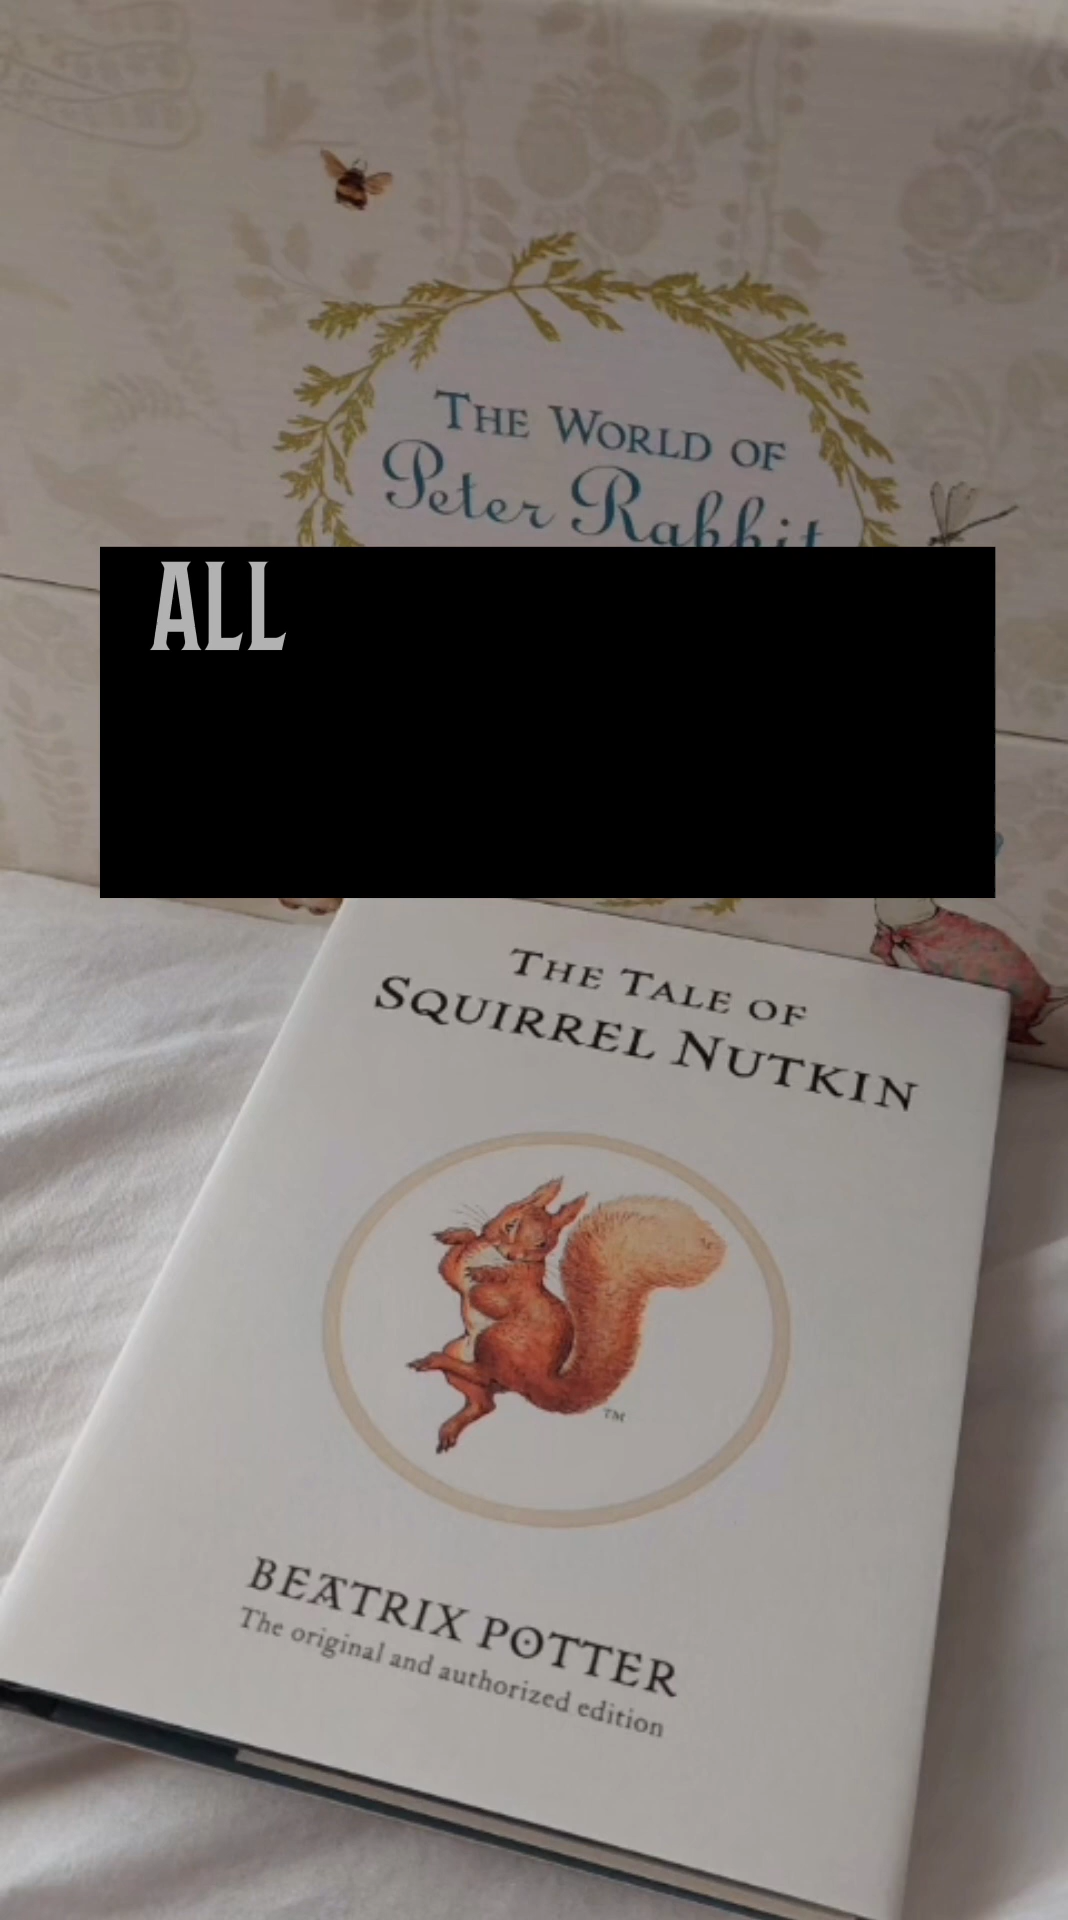 THE WORLD OF
Peter Rabbit
ALL
THE TALE OF
SQUIRREL NUTKIN
TM
BEATRIX POTTER
The original and authorized edition